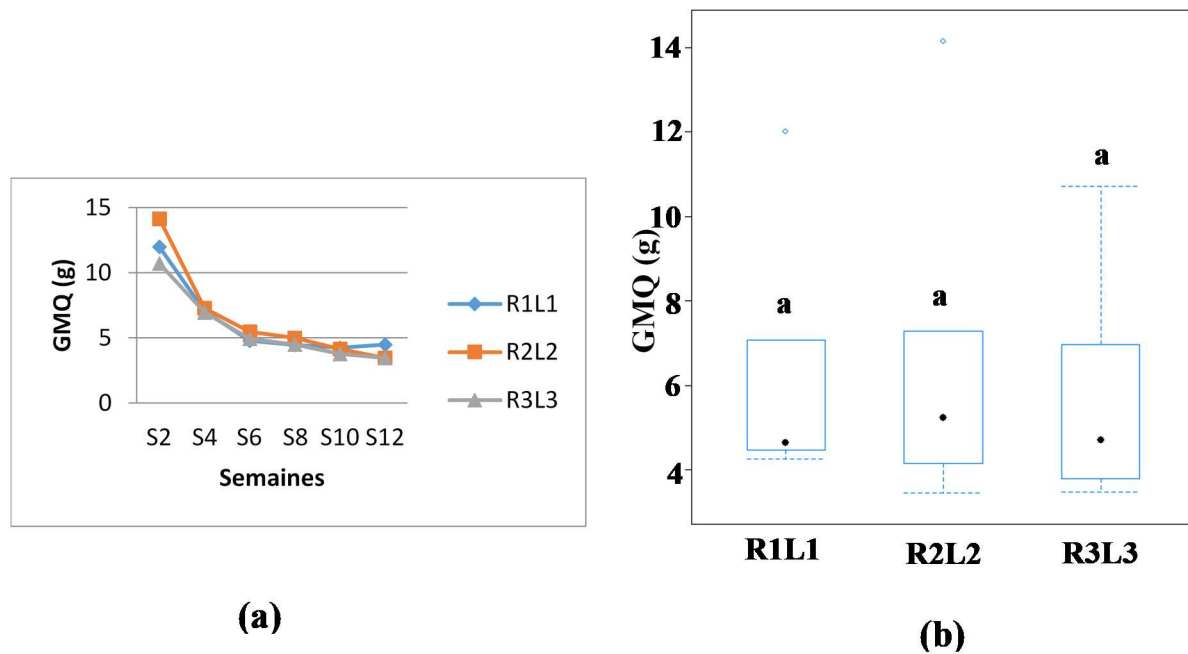 15
10
5
0
GMQ (g)
S2 S4 S6 S8 S10 S12
Semaines
R1L1
R2L2
R3L3
(a)
14
12
10
8
6
4
GMQ (g)
a
a
a
R1L1 R2L2 R3L3
(b)